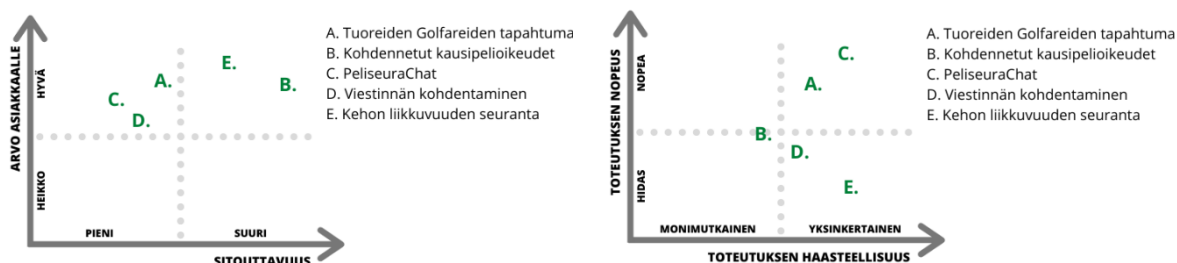 ARVO ASIAKKAALLE
HYVÄ
HEIKKO
A.
B.
C.
D.
E.
PIENI
SUURI
SITOUTTAVUUS
A. Tuoreiden Golfareiden tapahtuma
B. Kohdennetut kausipelioikeudet
C. PeliseuraChat
D. Viestinnän kohdentaminen
E. Kehon liikkuvuuden seuranta
TOTEUTUKSEN NOPEUS
NOPEA
HIDAS
C.
A.
B.
D.
E.
MONIMUTKAINEN
YKSINKERTAINEN
TOTEUTUKSEN HAASTEELLISUUS
A. Tuoreiden Golfareiden tapahtuma
B. Kohdennetut kausipelioikeudet
C. PeliseuraChat
D. Viestinnän kohdentaminen
E. Kehon liikkuvuuden seuranta